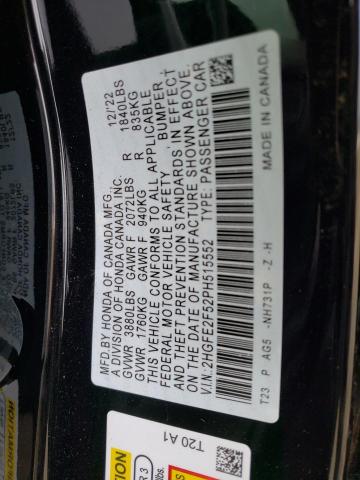 MFD. BY HONDA OF CANADA MFG., 12/22
A DIVISION OF HONDA CANADA INC.
GVWR 3880LBS GAWR F 2072LBS R 1840LBS
GVWR 1760KG GAWR F 940KG R 835KG
THIS VEHICLE CONFORMS TO ALL APPLICABLE
FEDERAL MOTOR VEHICLE SAFETY, BUMPER,
AND THEFT PREVENTION STANDARDS IN EFFECT
ON THE DATE OF MANUFACTURE SHOWN ABOVE.
V.I.N. 2HGFE2F52PH515552 TYPE: PASSENGER CAR
T23 P AG5 -NH731P -Z -H MADE IN CANADA
T20 A1